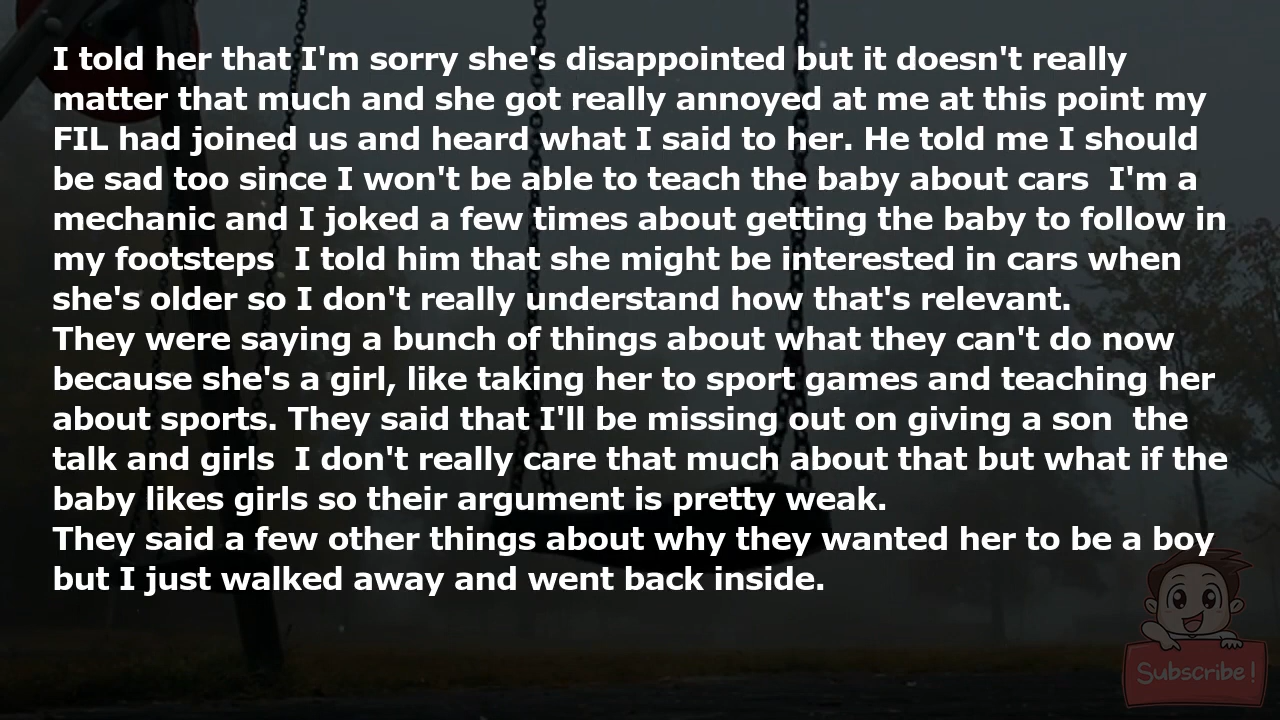 I told her that I'm sorry she's disappointed but it doesn't really
matter that much and she got really annoyed at me at this point my
FIL had joined us and heard what I said to her. He told me I should
be sad too since I won't be able to teach the baby about cars  I'm a
mechanic and I joked a few times about getting the baby to follow in
my footsteps  I told him that she might be interested in cars when
she's older so I don't really understand how that's relevant.
They were saying a bunch of things about what they can't do now
because she's a girl, like taking her to sport games and teaching her
about sports. They said that I'll be missing out on giving a son  the
talk and girls  I don't really care that much about that but what if the
baby likes girls so their argument is pretty weak.
They said a few other things about why they wanted her to be a boy
but I just walked away and went back inside.
Subscribe!